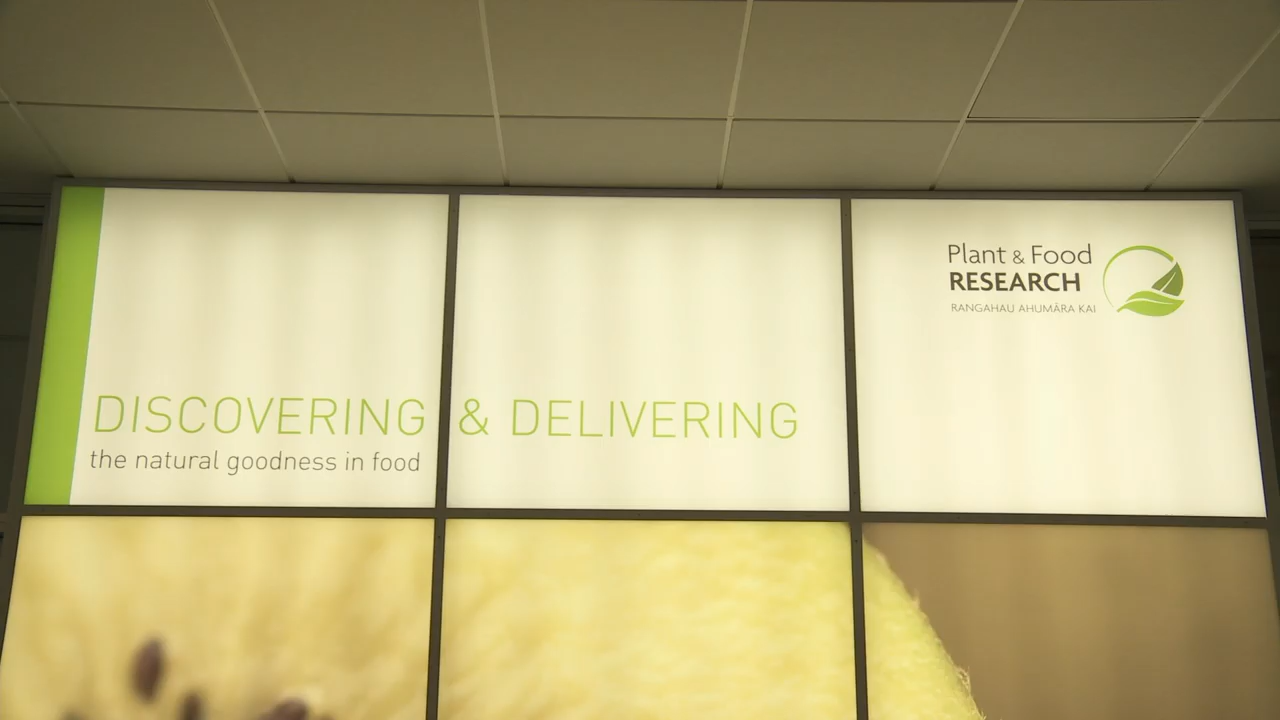 Plant & Food
RESEARCH
RANGAHAU AHUMĀRA KAI
DISCOVERING & DELIVERING
the natural goodness in food